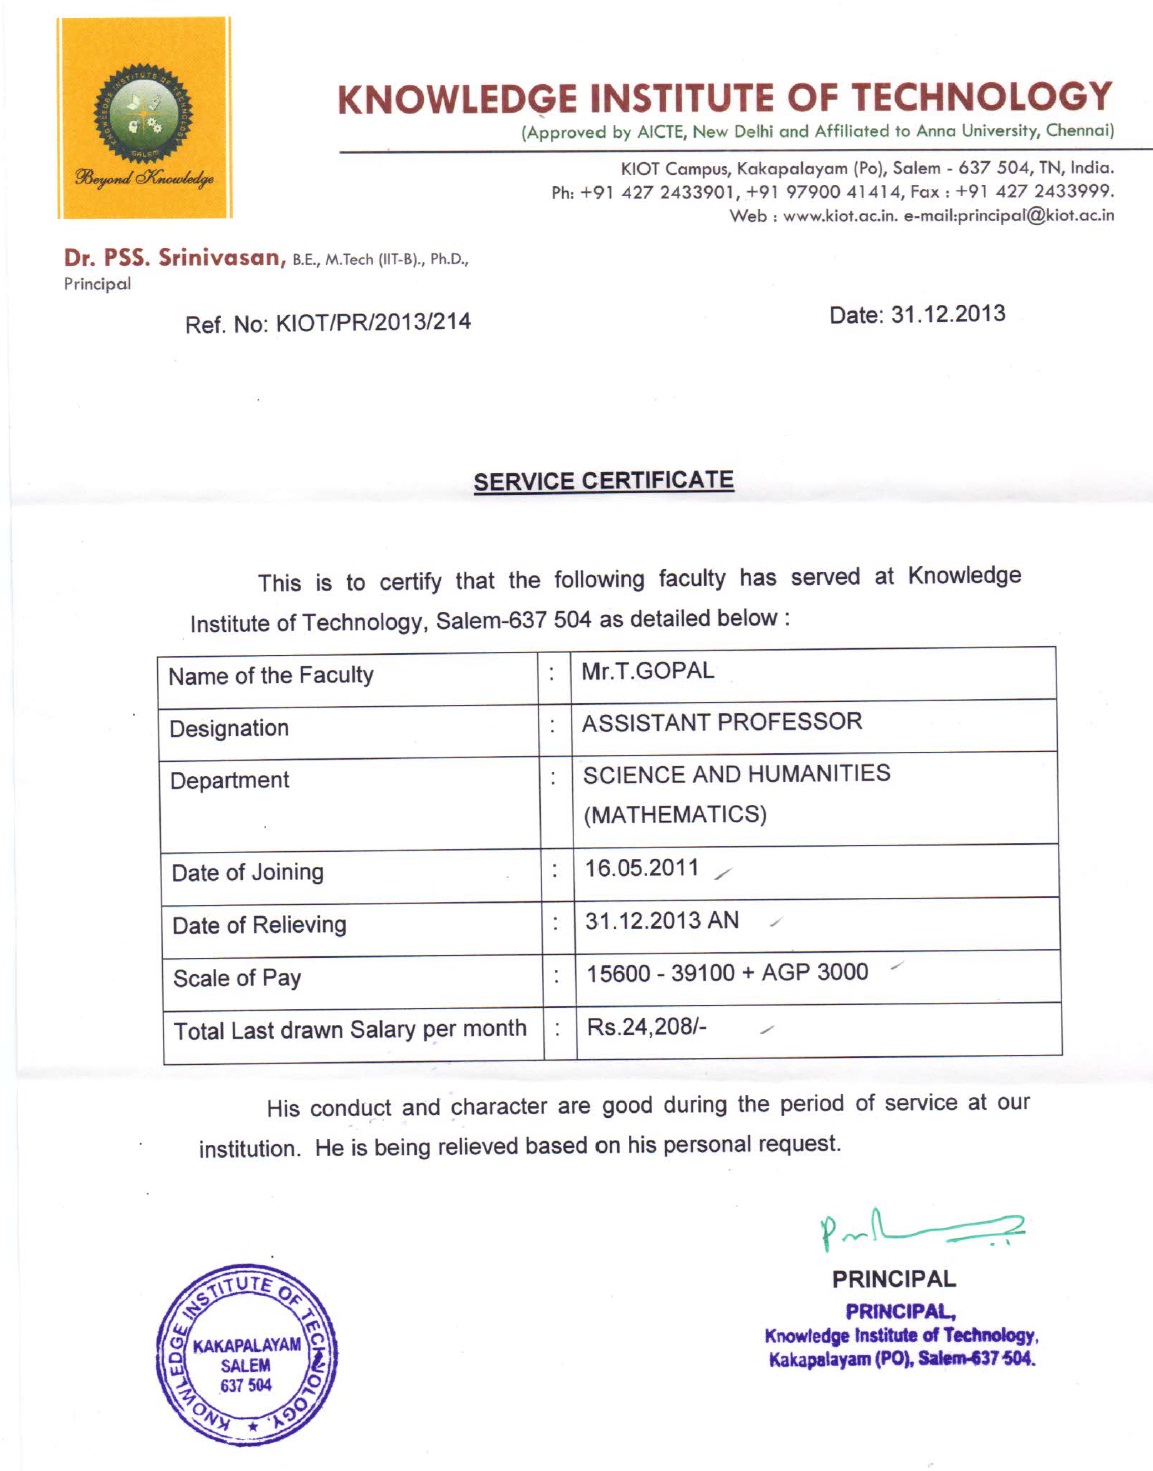 KNOWLEDGE INSTITUTE OF TECHNOLOGY
SALEM
Beyond Knowledge
KNOWLEDGE INSTITUTE OF TECHNOLOGY
(Approved by AICTE, New Delhi and Affiliated to Anna University, Chennai)
KIOT Campus, Kakapalayam (Po), Salem - 637 504, TN, India.
Ph: +91 427 2433901, +91 97900 41414, Fax : +91 427 2433999.
Web : www.kiot.ac.in. e-mail:principal@kiot.ac.in
Dr. PSS. Srinivasan, B.E., M.Tech (IIT-B)., Ph.D.,
Principal
Ref. No: KIOT/PR/2013/214
Date: 31.12.2013
SERVICE CERTIFICATE
This is to certify that the following faculty has served at Knowledge
Institute of Technology, Salem-637 504 as detailed below :
Name of the Faculty : Mr.T.GOPAL
Designation : ASSISTANT PROFESSOR
Department : SCIENCE AND HUMANITIES
(MATHEMATICS)
Date of Joining : 16.05.2011
Date of Relieving : 31.12.2013 AN
Scale of Pay : 15600 - 39100 + AGP 3000
Total Last drawn Salary per month : Rs.24,208/-
His conduct and character are good during the period of service at our
institution. He is being relieved based on his personal request.
PRINCIPAL
PRINCIPAL,
Knowledge Institute of Technology,
Kakapalayam (PO), Salem-637 504.
KNOWLEDGE INSTITUTE OF TECHNOLOGY,
KAKAPALAYAM
SALEM
637 504